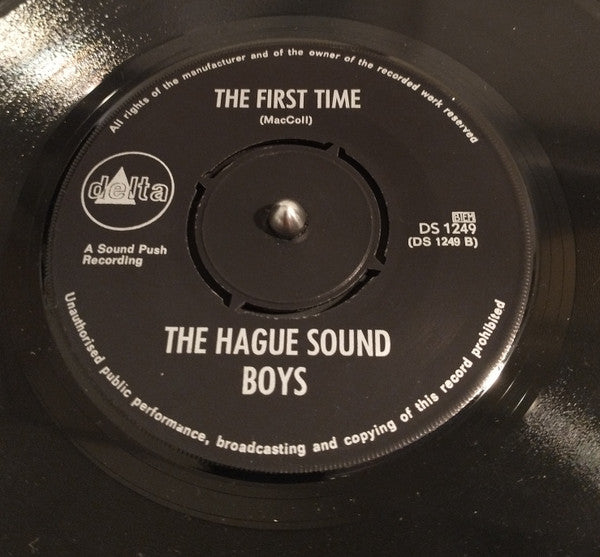 All rights of the manufacturer and of the owner of the recorded work reserved
THE FIRST TIME
(MacColl)
delta
A Sound Push
Recording
BIEM
DS 1249
(DS 1249 B)
THE HAGUE SOUND
BOYS
Unauthorised public performance, broadcasting and copying of this record prohibited